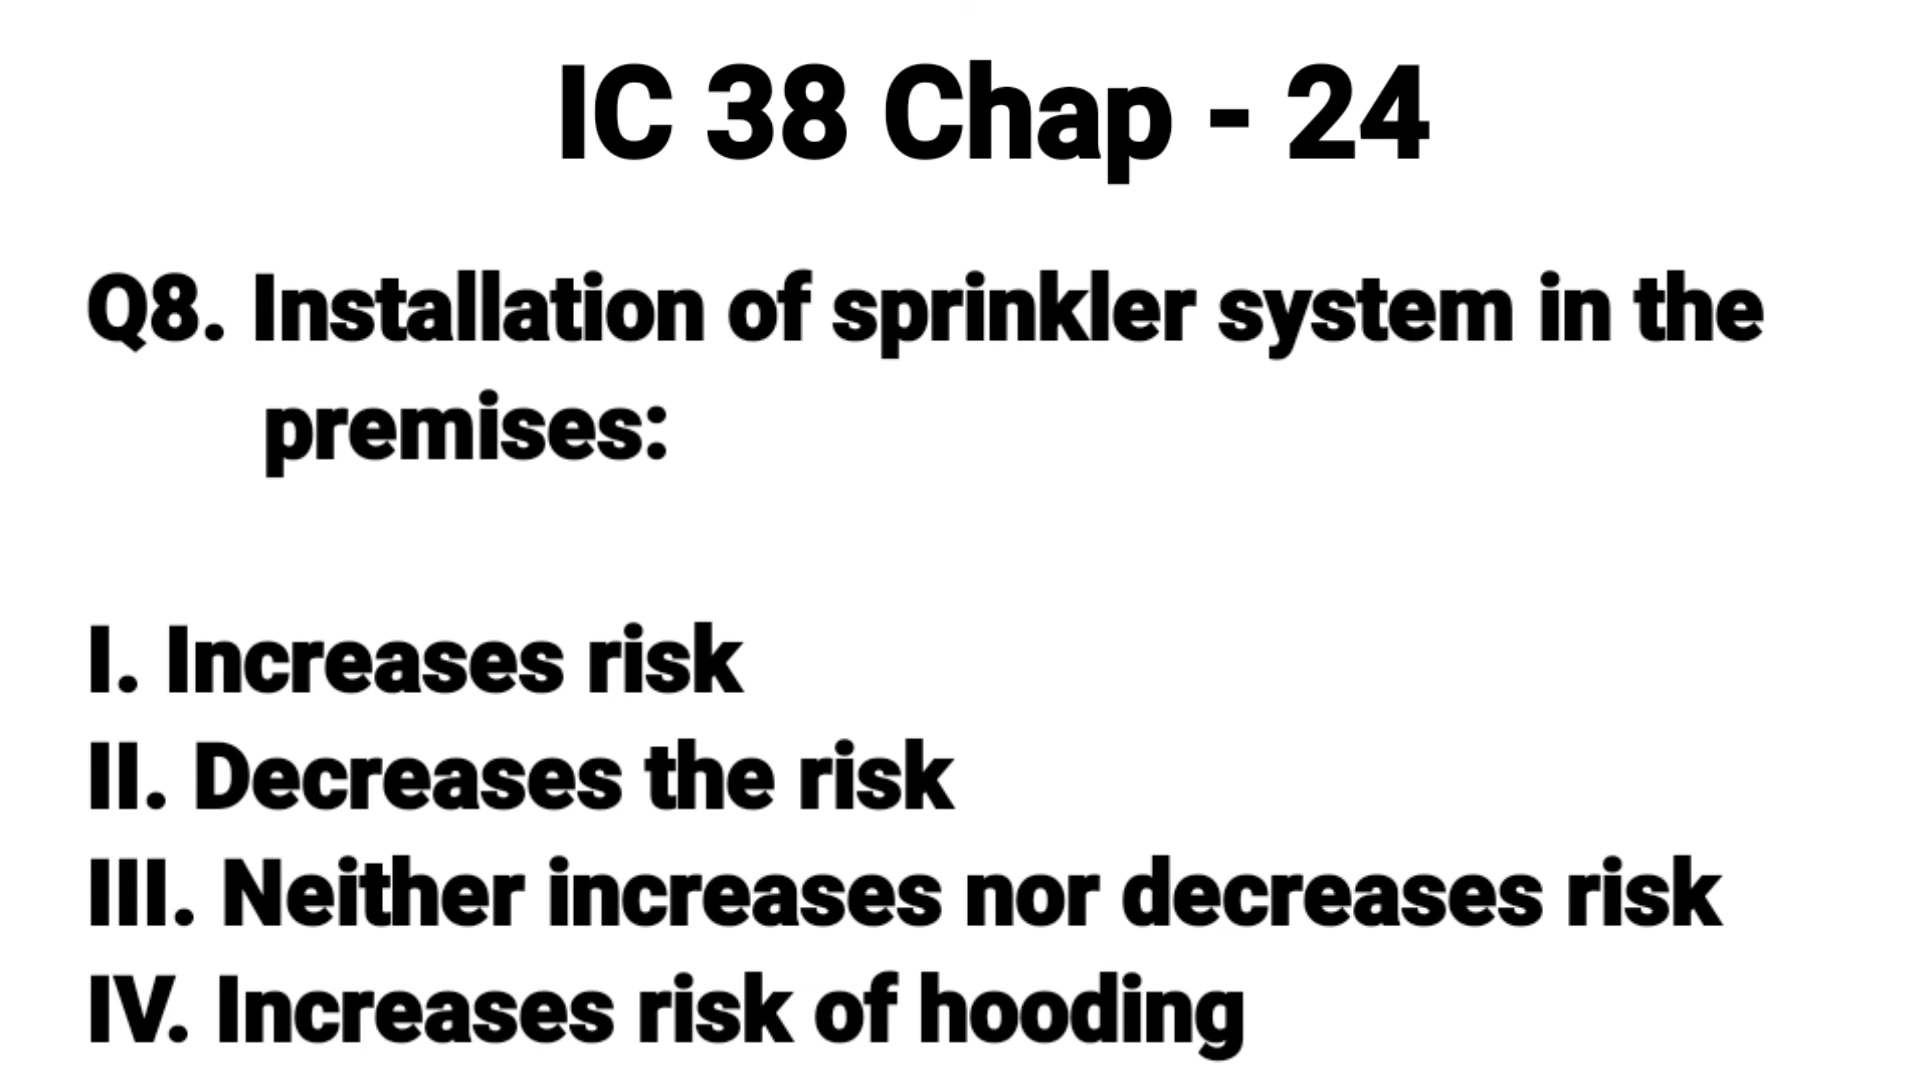 IC 38 Chap - 24
Q8. Installation of sprinkler system in the
premises:
I. Increases risk
II. Decreases the risk
III. Neither increases nor decreases risk
IV. Increases risk of hooding